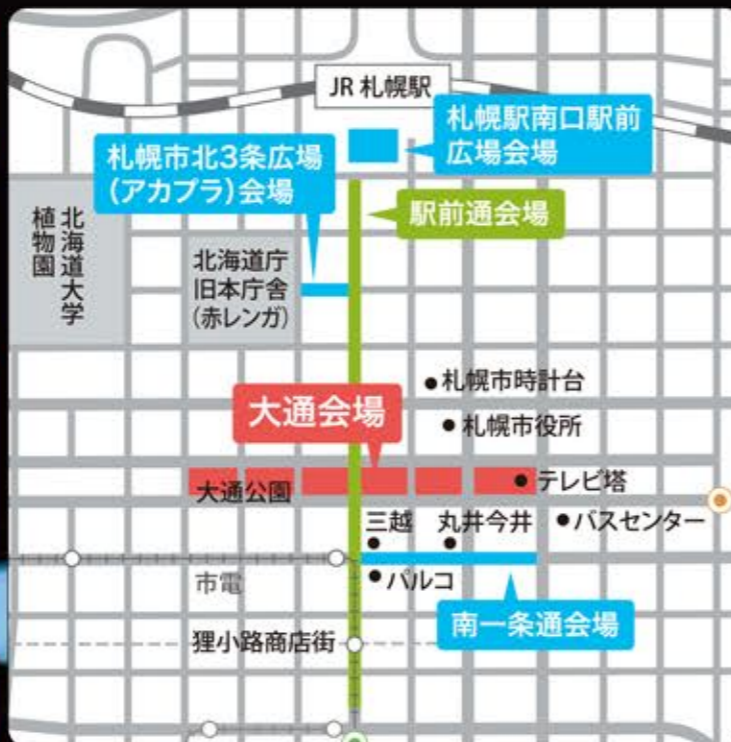 JR 札幌駅
札幌駅南口駅前
広場会場
札幌市北3条広場
(アカプラ)会場
駅前通会場
北海道大学
植物園
北海道庁
旧本庁舎
(赤レンガ)
札幌市時計台
大通会場
札幌市役所
テレビ塔
大通公園
三越
丸井今井
バスセンター
市電
パルコ
南一条通会場
狸小路商店街